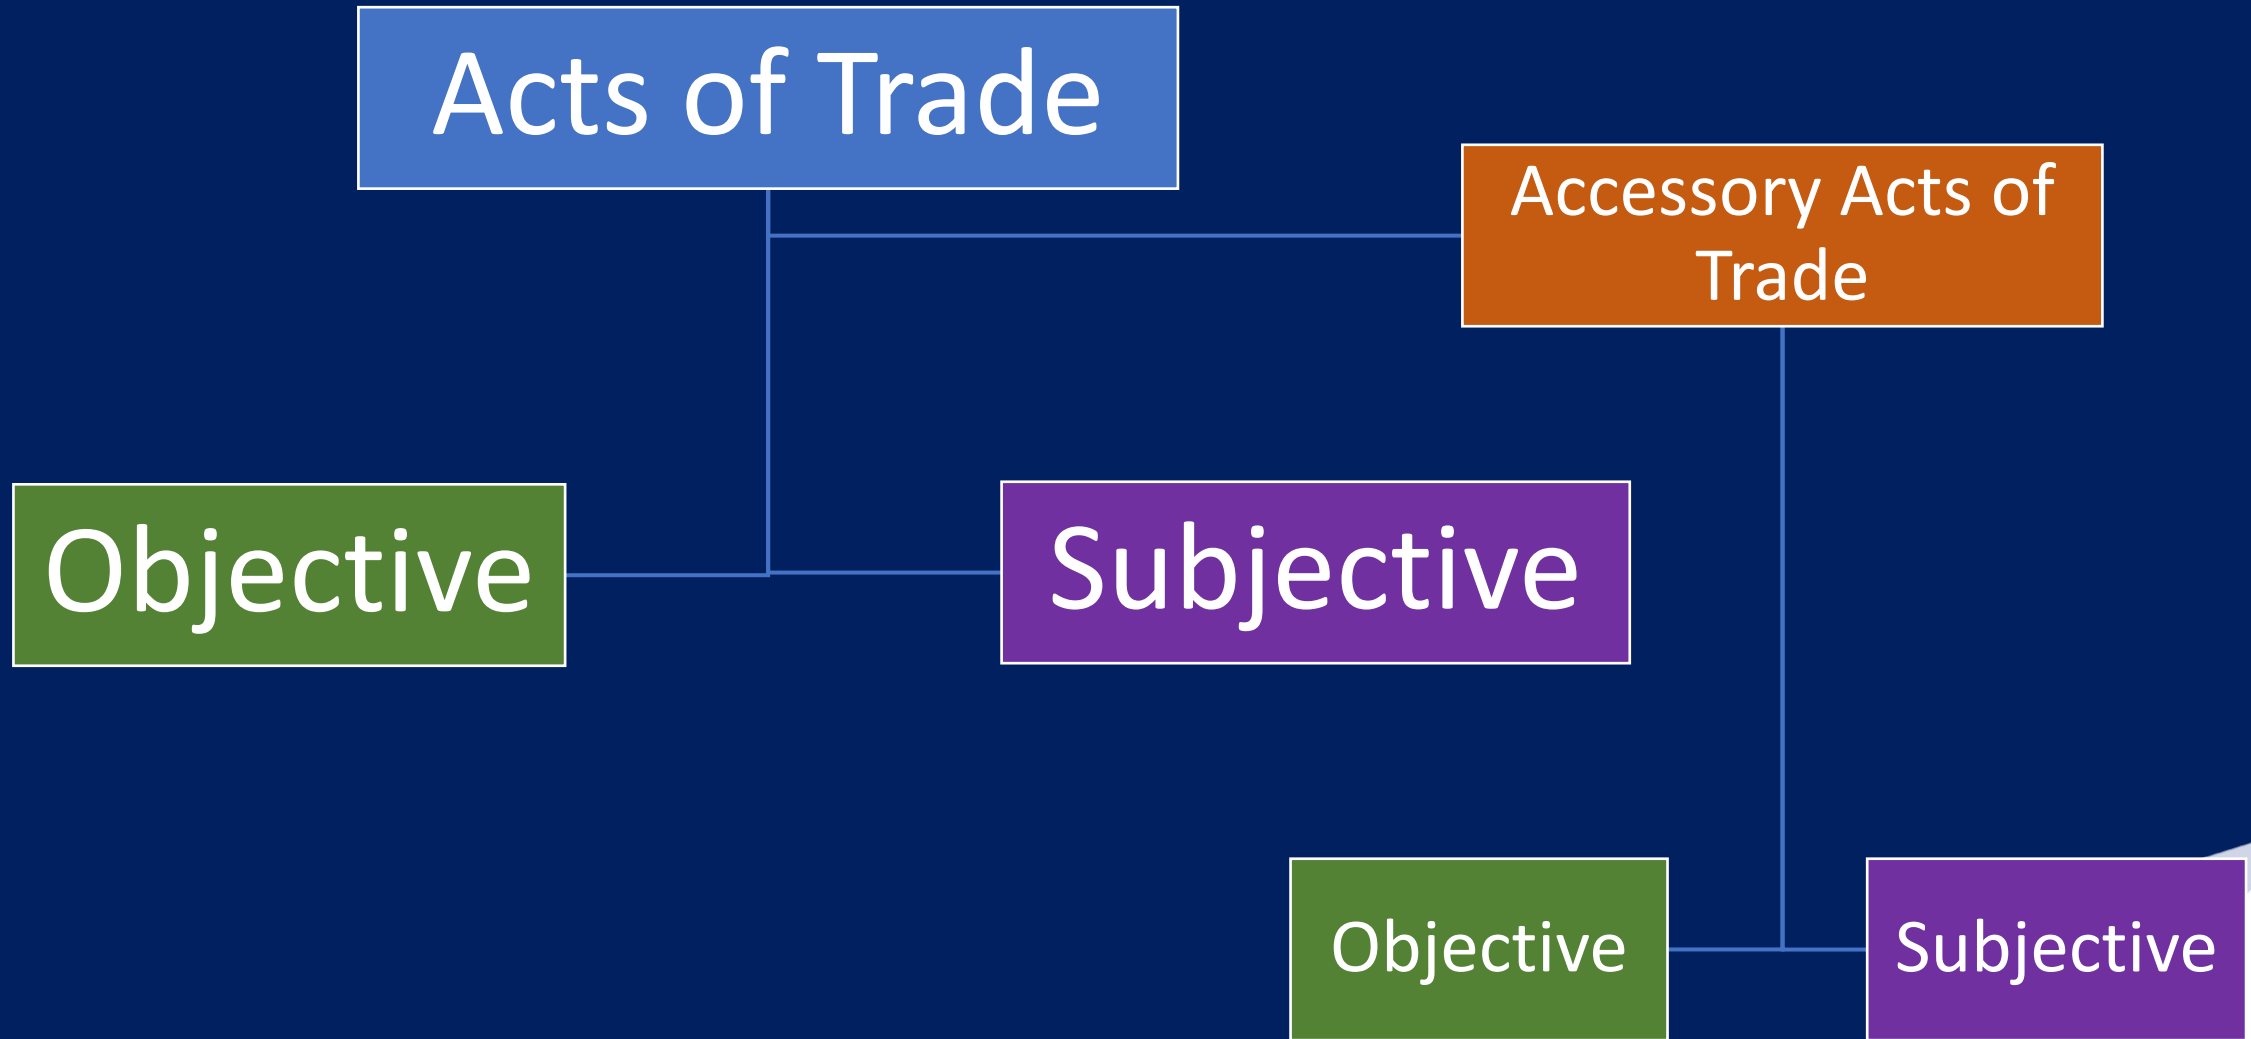 Acts of Trade
Accessory Acts of
Trade
Objective
Subjective
Objective
Subjective